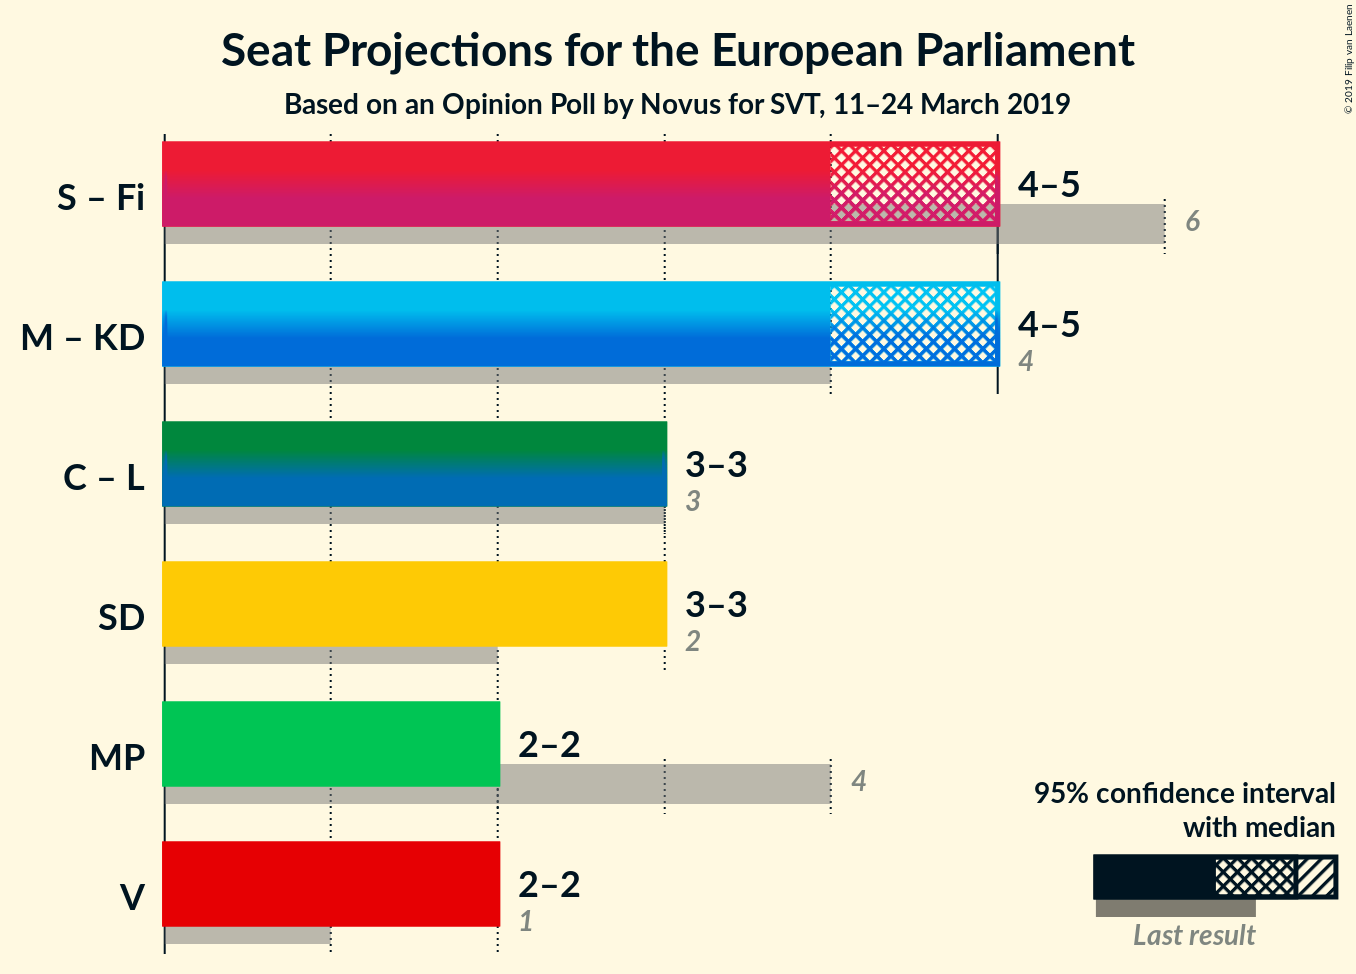 Seat Projections for the European Parliament
Based on an Opinion Poll by Novus for SVT, 11–24 March 2019
© 2019 Filip van Laenen
S – Fi
4–5
6
M – KD
4–5
4
C – L
3–3
3
SD
3–3
2
MP
2–2
4
V
2–2
1
95% confidence interval
with median
Last result